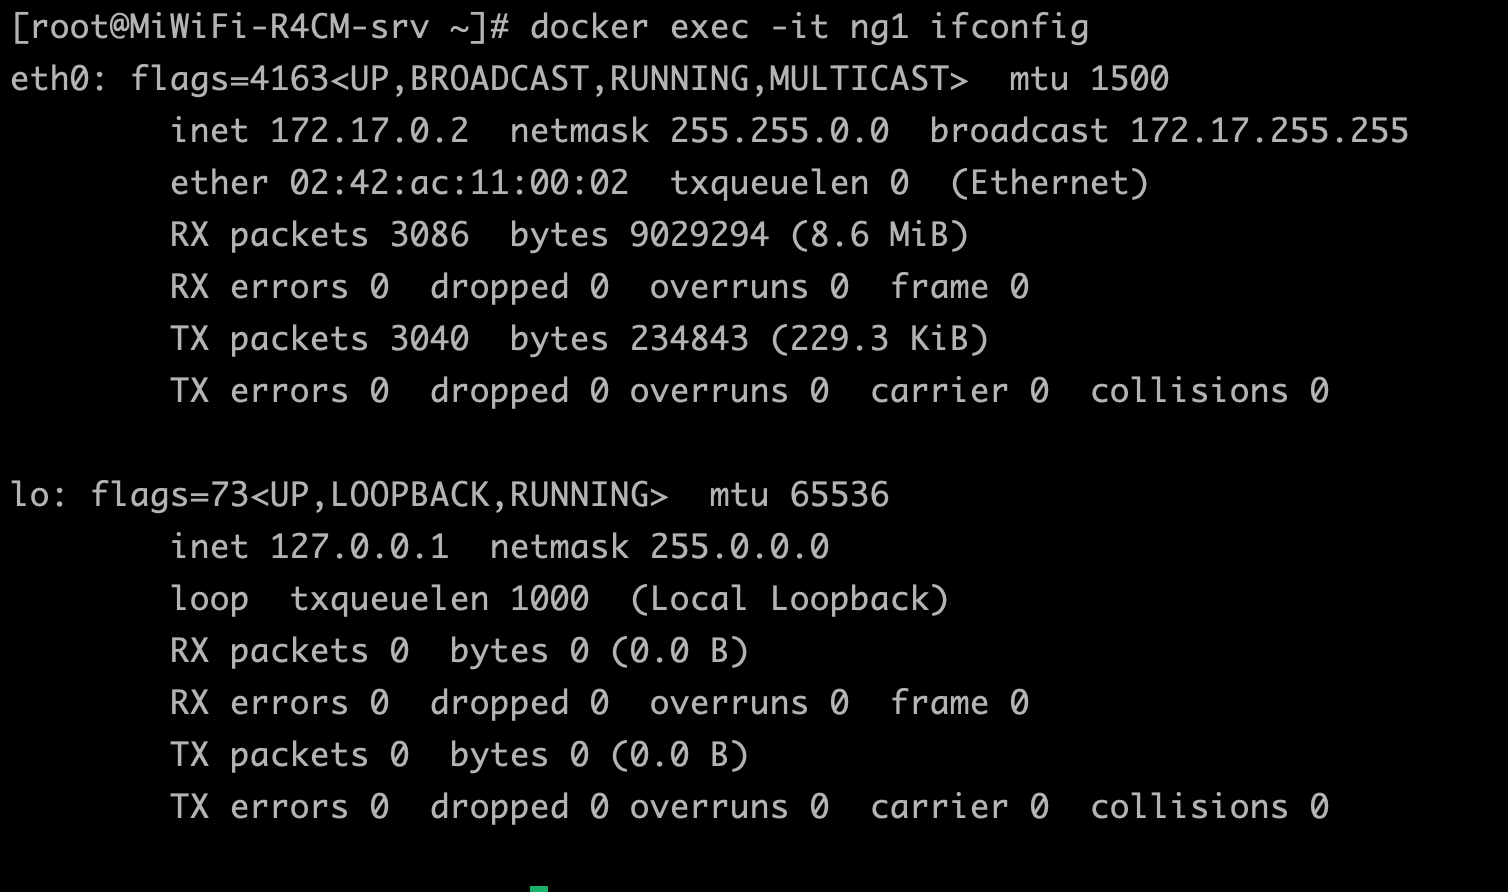 [root@MiWiFi-R4CM-srv ~]# docker exec -it ng1 ifconfig
eth0: flags=4163<UP,BROADCAST,RUNNING,MULTICAST>  mtu 1500
        inet 172.17.0.2  netmask 255.255.0.0  broadcast 172.17.255.255
        ether 02:42:ac:11:00:02  txqueuelen 0  (Ethernet)
        RX packets 3086  bytes 9029294 (8.6 MiB)
        RX errors 0  dropped 0  overruns 0  frame 0
        TX packets 3040  bytes 234843 (229.3 KiB)
        TX errors 0  dropped 0 overruns 0  carrier 0  collisions 0
lo: flags=73<UP,LOOPBACK,RUNNING>  mtu 65536
        inet 127.0.0.1  netmask 255.0.0.0
        loop  txqueuelen 1000  (Local Loopback)
        RX packets 0  bytes 0 (0.0 B)
        RX errors 0  dropped 0  overruns 0  frame 0
        TX packets 0  bytes 0 (0.0 B)
        TX errors 0  dropped 0 overruns 0  carrier 0  collisions 0